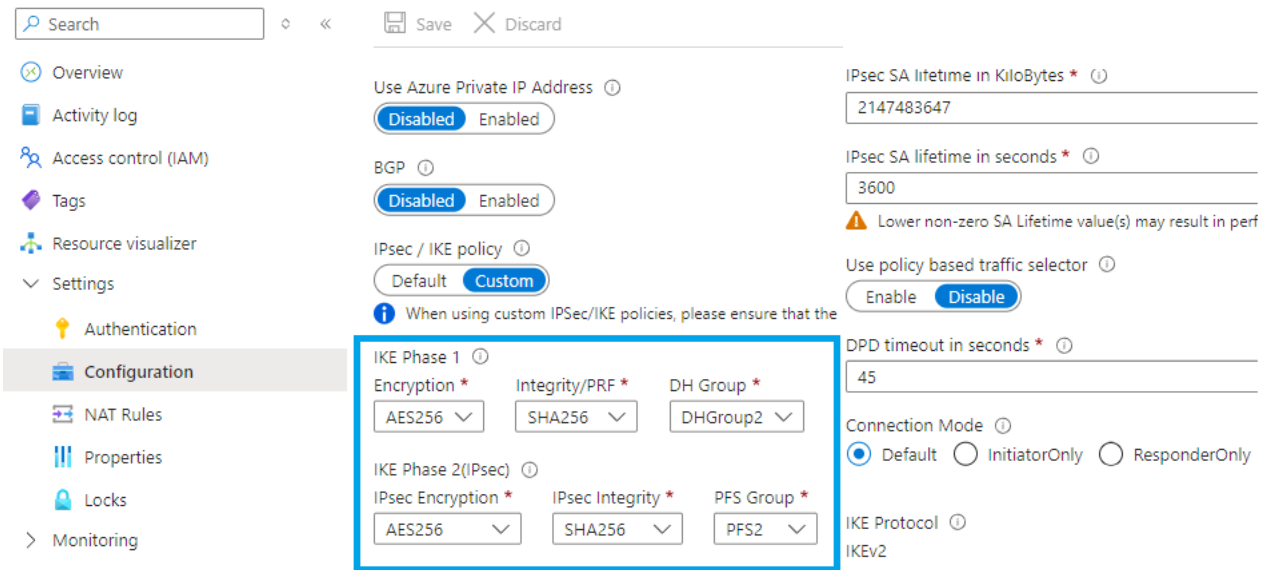 Search
Overview
Activity log
Access control (IAM)
Tags
Resource visualizer
Settings
Authentication
Configuration
NAT Rules
Properties
Locks
Monitoring
Save Discard
Use Azure Private IP Address
Disabled Enabled
BGP
Disabled Enabled
IPsec / IKE policy
Default Custom
When using custom IPSec/IKE policies, please ensure that the
IKE Phase 1
Encryption * Integrity/PRF * DH Group *
AES256 SHA256 DHGroup2
IKE Phase 2(IPsec)
IPsec Encryption * IPsec Integrity * PFS Group *
AES256 SHA256 PFS2
IPsec SA lifetime in KiloBytes *
2147483647
IPsec SA lifetime in seconds *
3600
Lower non-zero SA Lifetime value(s) may result in perf
Use policy based traffic selector
Enable Disable
DPD timeout in seconds *
45
Connection Mode
Default InitiatorOnly ResponderOnly
IKE Protocol
IKEv2